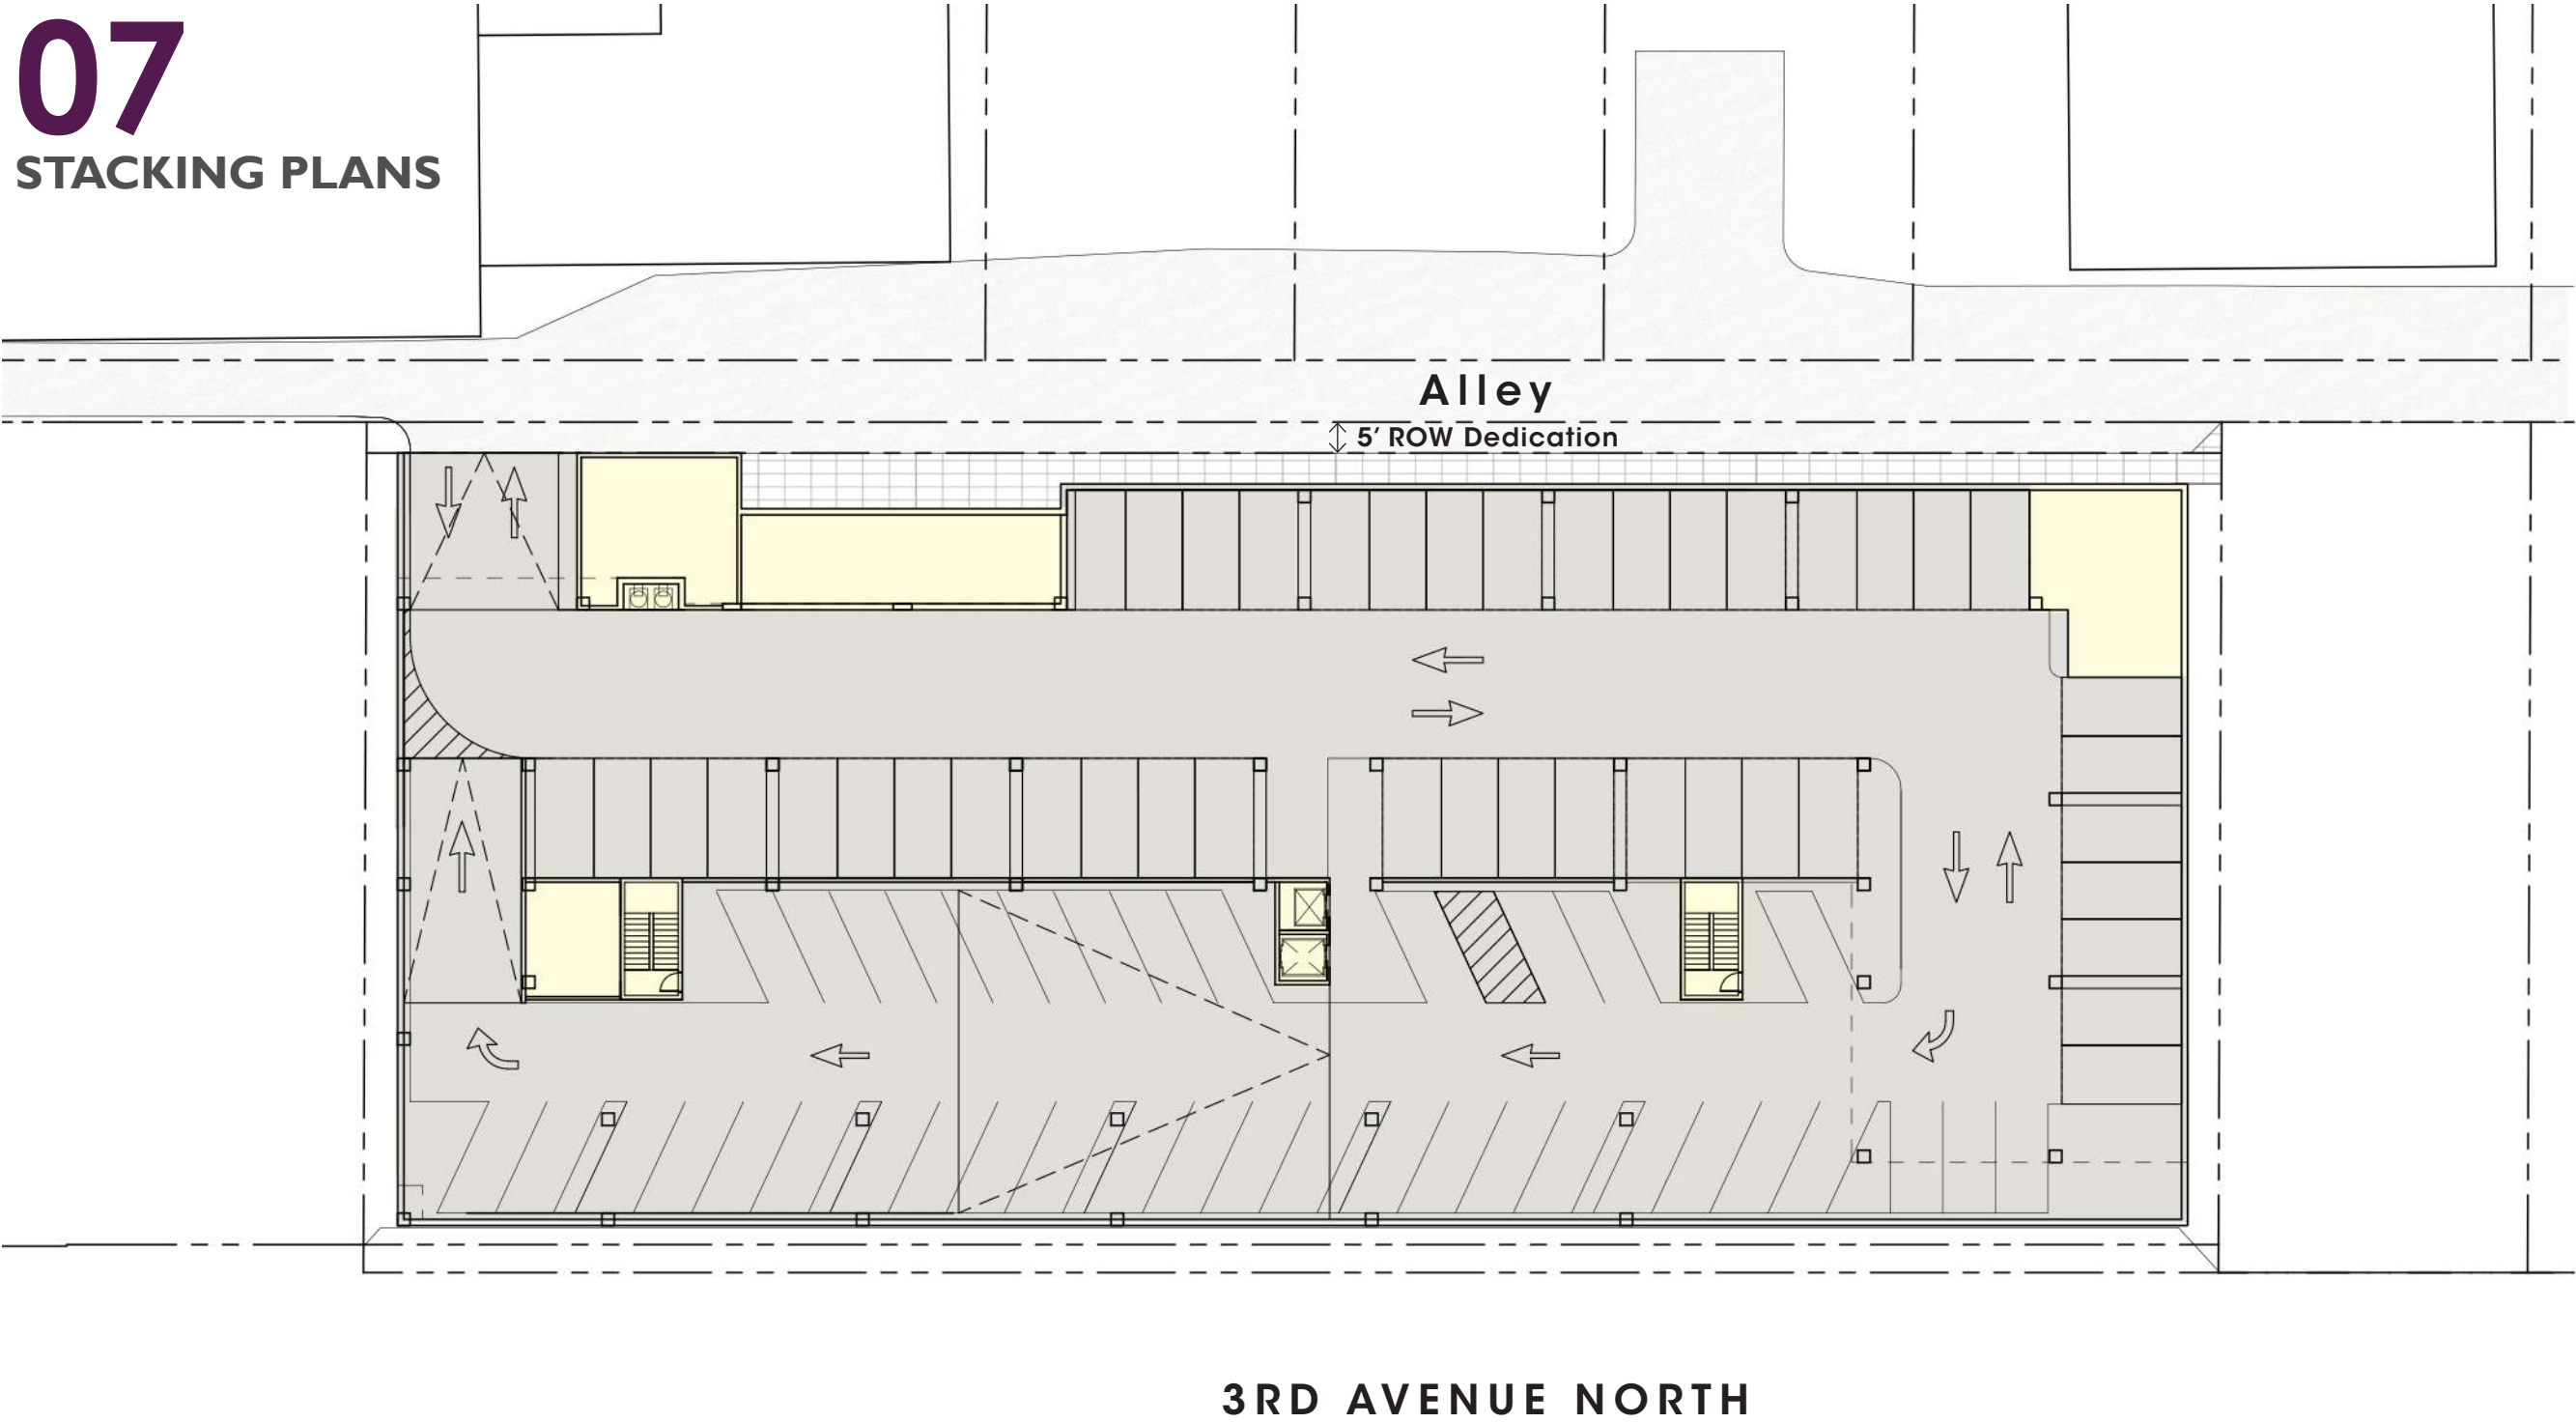 07
STACKING PLANS
Alley
5’ ROW Dedication
3RD AVENUE NORTH